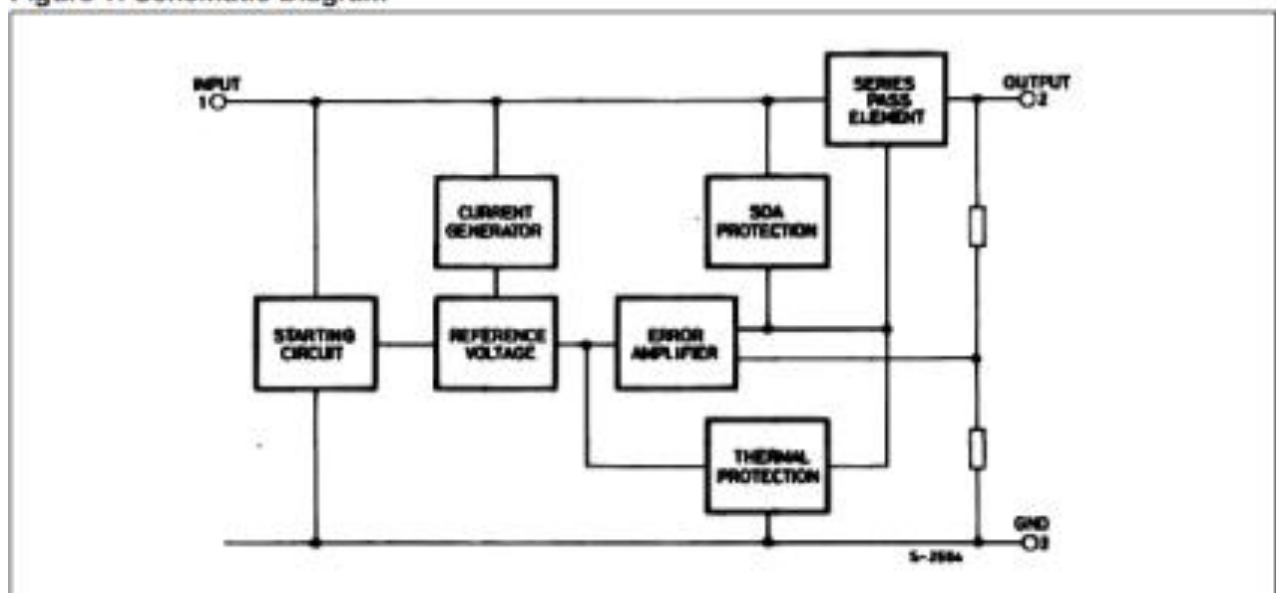 Figure 1: Schematic Diagram
INPUT
1
SERIES
PASS
ELEMENT
OUTPUT
2
CURRENT
GENERATOR
SOA
PROTECTION
STARTING
CIRCUIT
REFERENCE
VOLTAGE
ERROR
AMPLIFIER
THERMAL
PROTECTION
GND
3